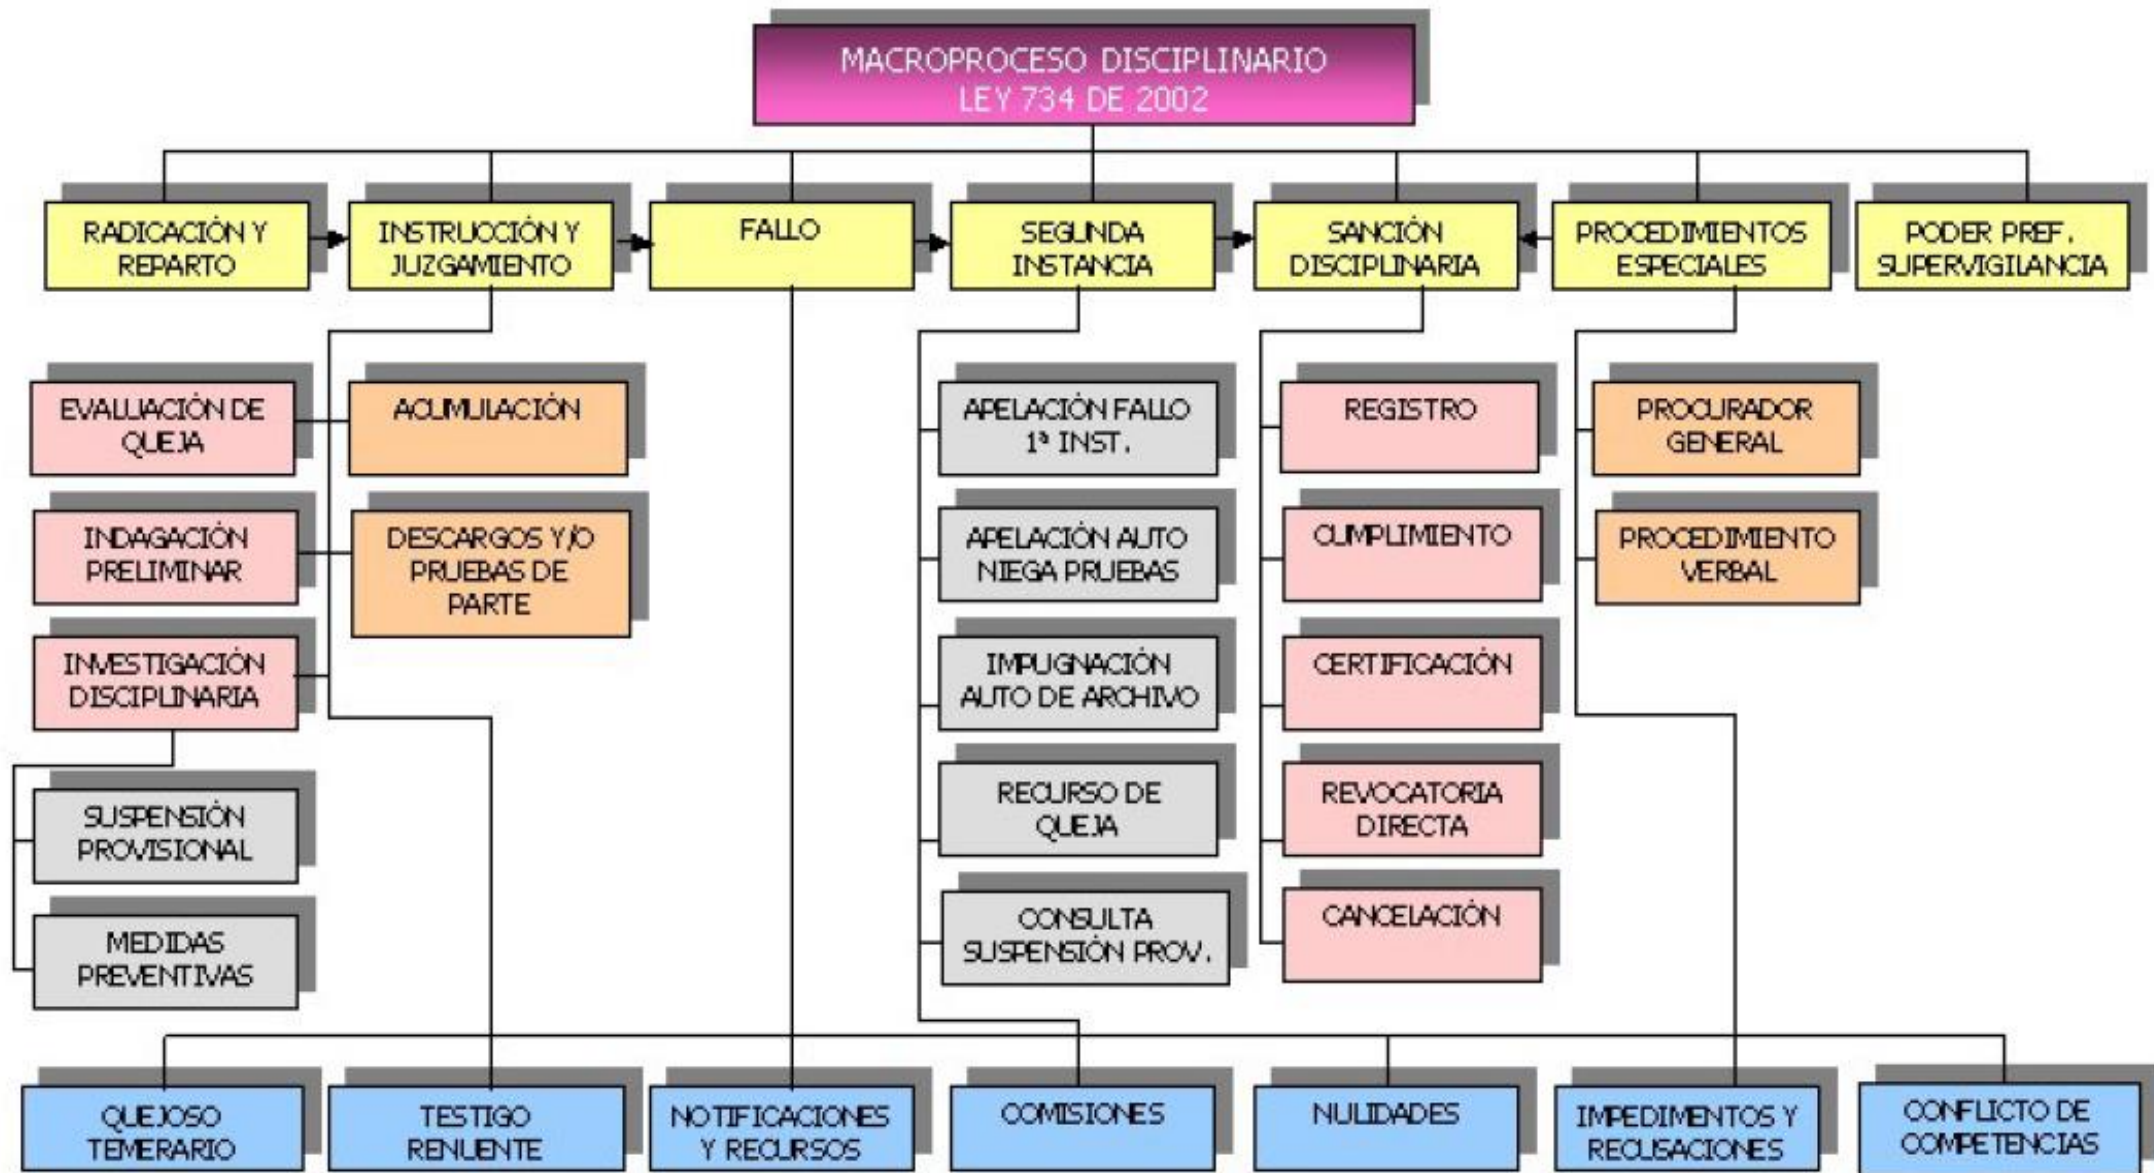 MACROPROCESO DISCIPLINARIO
LEY 734 DE 2002
RADICACIÓN Y
REPARTO
INSTRUCCIÓN Y
JUZGAMIENTO
FALLO
SEGUNDA
INSTANCIA
SANCIÓN
DISCIPLINARIA
PROCEDIMIENTOS
ESPECIALES
PODER PREF.
SUPERVIGILANCIA
EVALUACIÓN DE
QUEJA
ACUMULACIÓN
INDAGACIÓN
PRELIMINAR
DESCARGOS Y/O
PRUEBAS DE
PARTE
INVESTIGACIÓN
DISCIPLINARIA
SUSPENSIÓN
PROVISIONAL
MEDIDAS
PREVENTIVAS
APELACIÓN FALLO
1ª INST.
APELACIÓN AUTO
NIEGA PRUEBAS
IMPUGNACIÓN
AUTO DE ARCHIVO
RECURSO DE
QUEJA
CONSULTA
SUSPENSIÓN PROV.
REGISTRO
CUMPLIMIENTO
CERTIFICACIÓN
REVOCATORIA
DIRECTA
CANCELACIÓN
PROCURADOR
GENERAL
PROCEDIMIENTO
VERBAL
QUEJOSO
TEMERARIO
TESTIGO
RENUENTE
NOTIFICACIONES
Y RECURSOS
COMISIONES
NULIDADES
IMPEDIMENTOS Y
RECUSACIONES
CONFLICTO DE
COMPETENCIAS